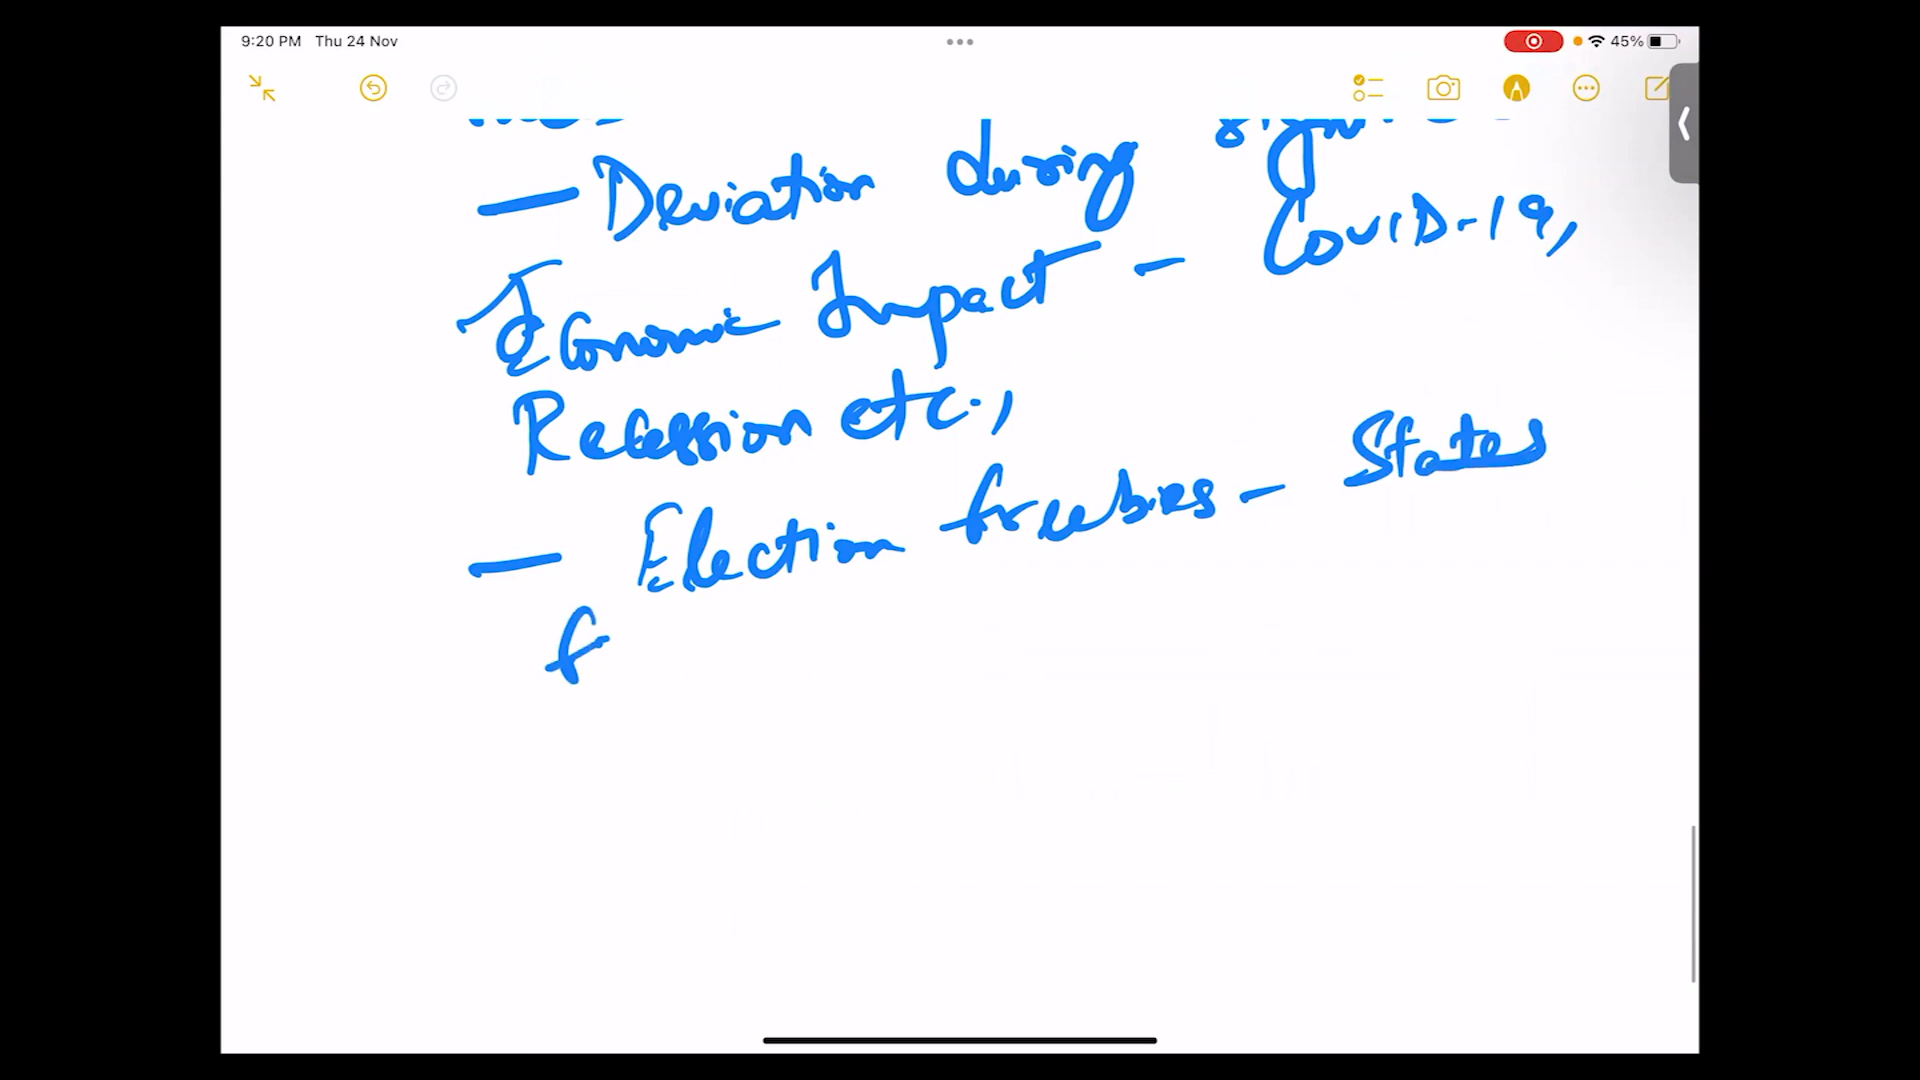 9:20 PM Thu 24 Nov
45%
— Deviation during
Economic Impact - COVID-19,
Recession etc.,
— Election freebies - States
f